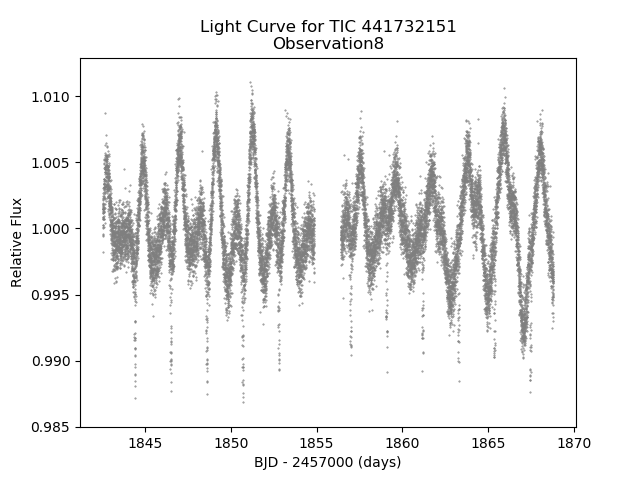 Light Curve for TIC 441732151
Observation8
1.010
1.005
1.000
0.995
0.990
0.985
Relative Flux
1845 1850 1855 1860 1865 1870
BJD - 2457000 (days)